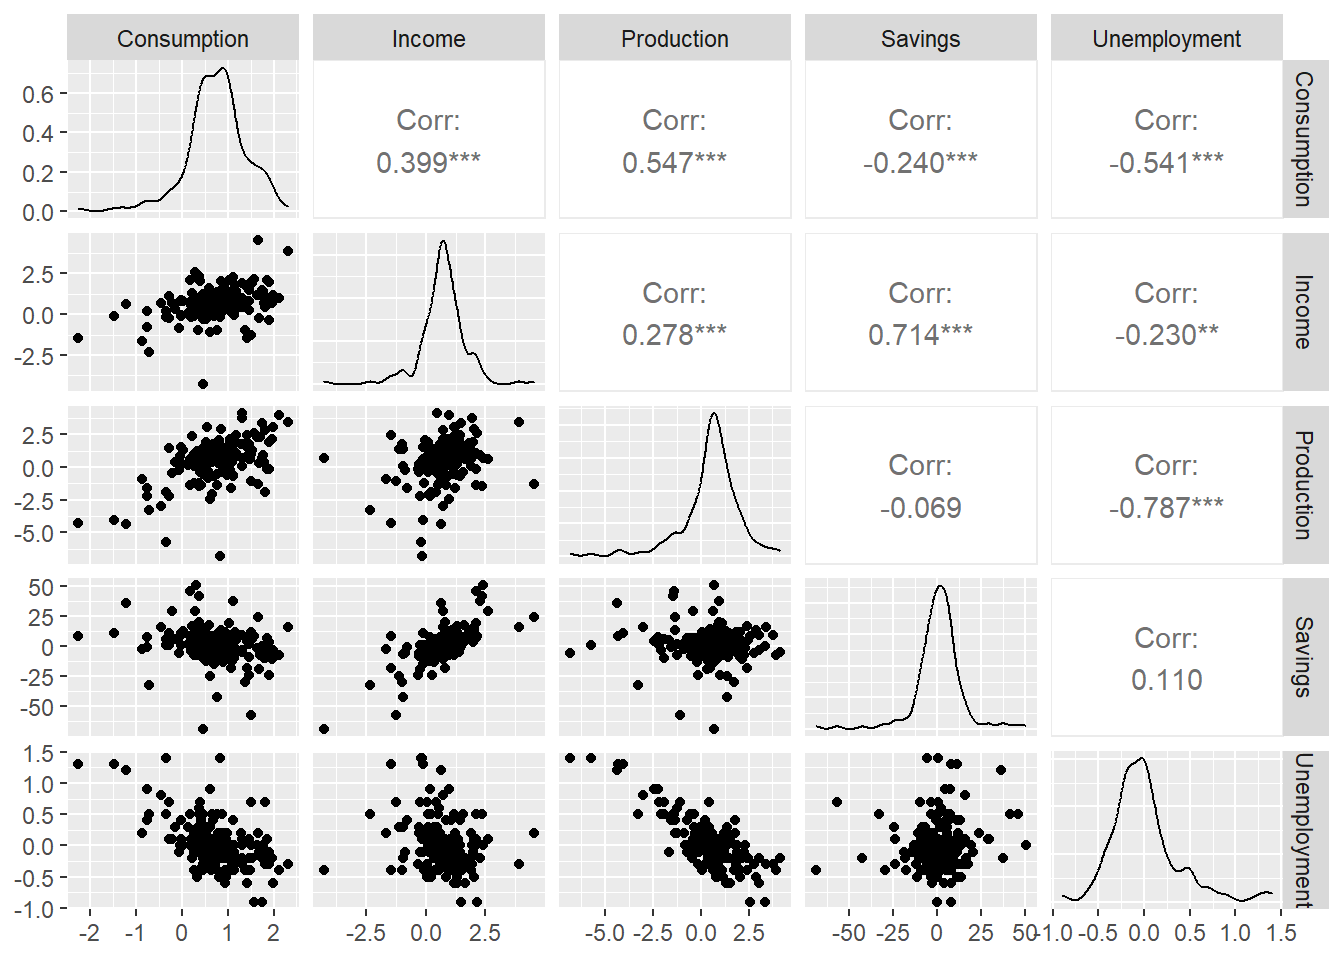 Consumption Income Production Savings Unemployment
0.6
0.4
0.2
0.0
Corr:
0.399***
Corr:
0.547***
Corr:
-0.240***
Corr:
-0.541***
Consumption
2.5
0.0
-2.5
Corr:
0.278***
Corr:
0.714***
Corr:
-0.230**
Income
2.5
0.0
-2.5
-5.0
Corr:
-0.069
Corr:
-0.787***
Production
50
25
0
-25
-50
Corr:
0.110
Savings
1.5
1.0
0.5
0.0
-0.5
-1.0
Unemployment
-2 -1 0 1 2 -2.5 0.0 2.5 -5.0 -2.5 0.0 2.5 -50 -25 0 25 50 -1.0 -0.5 0.0 0.5 1.0 1.5